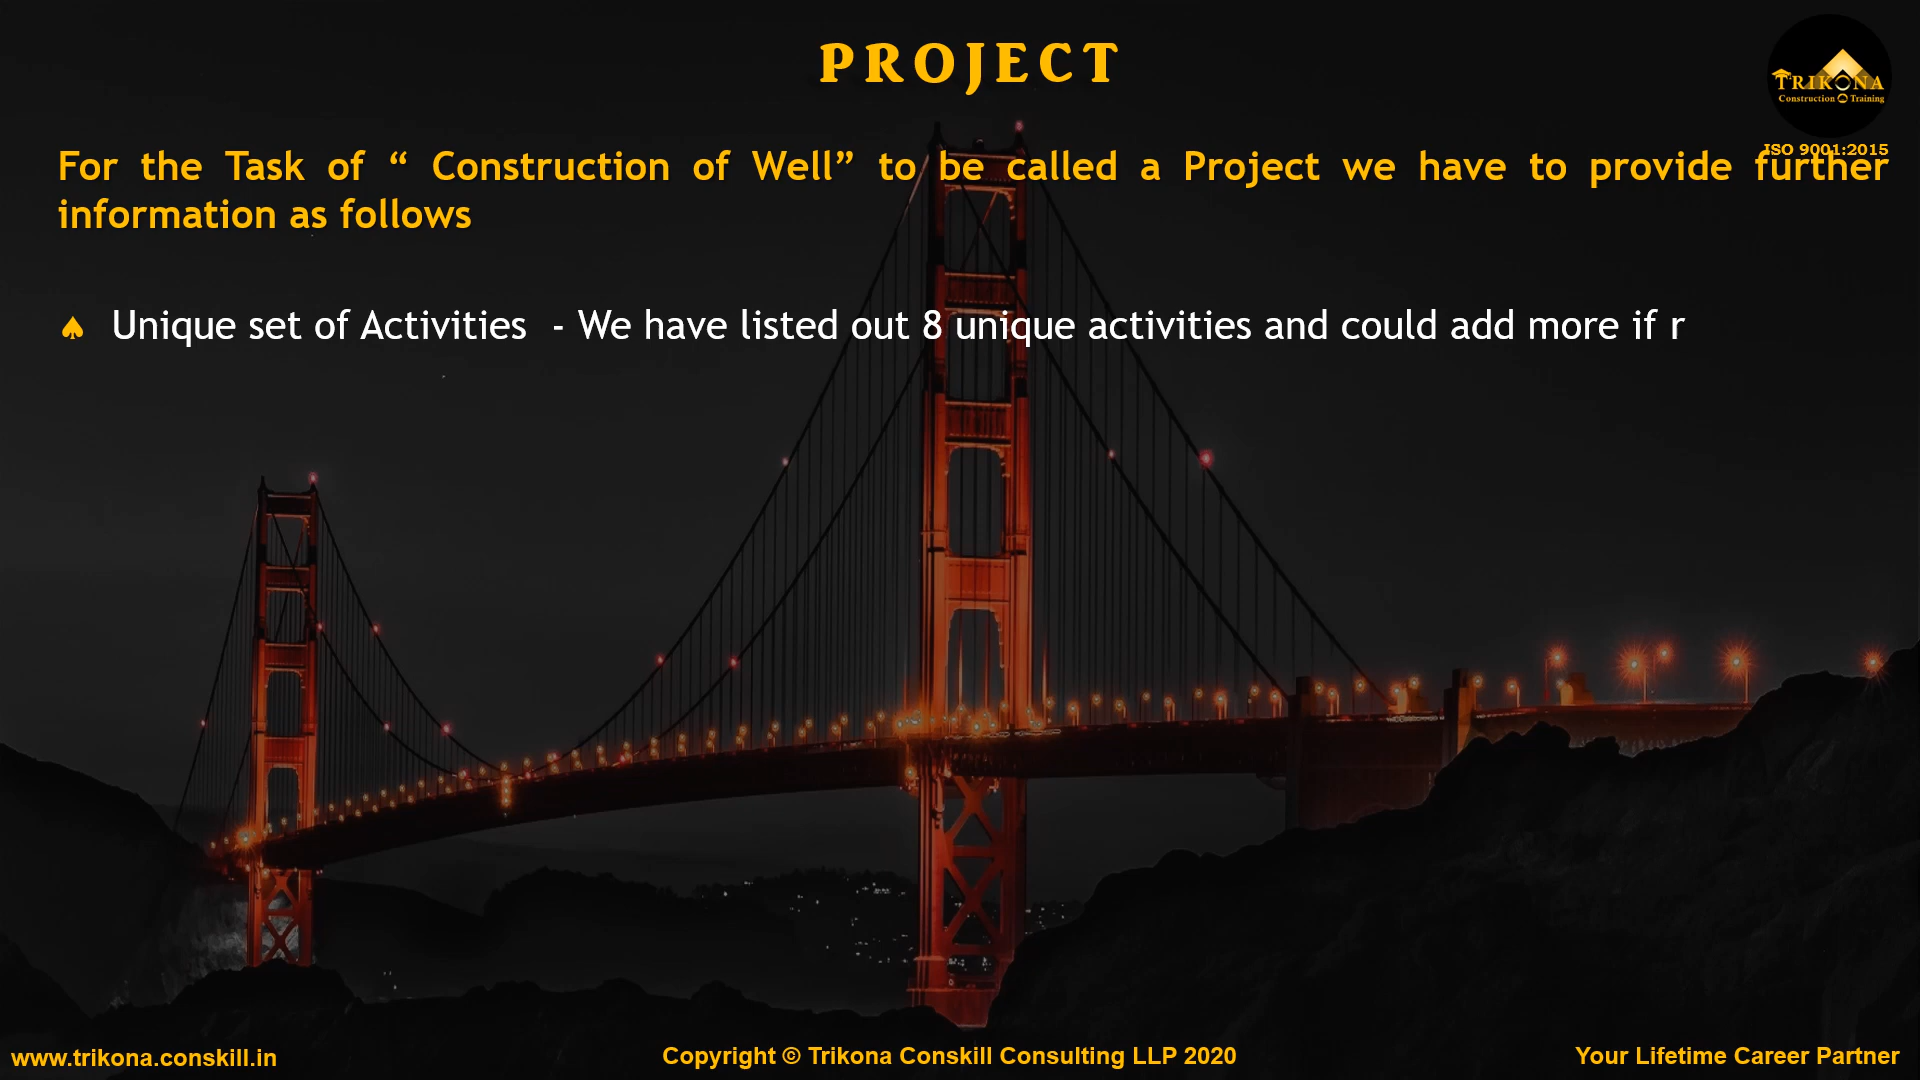 PROJECT
TRIKONA
Construction Training
ISO 9001:2015
For the Task of “ Construction of Well” to be called a Project we have to provide further
information as follows
♠ Unique set of Activities - We have listed out 8 unique activities and could add more if r
www.trikona.conskill.in
Copyright © Trikona Conskill Consulting LLP 2020
Your Lifetime Career Partner